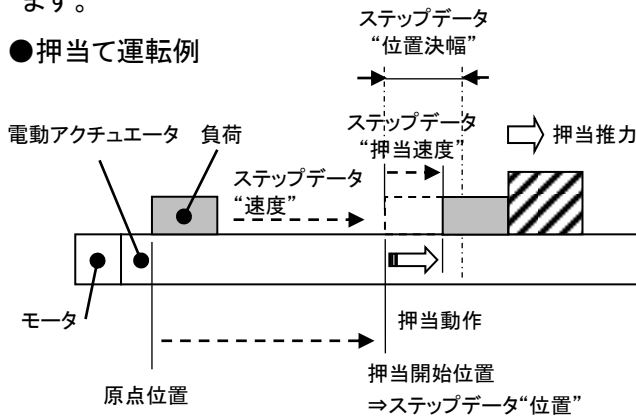 ます。
●押当て運転例
ステップデータ
“位置決幅”
電動アクチュエータ
負荷
ステップデータ
“押当速度”
押当推力
ステップデータ
“速度”
モータ
押当動作
原点位置
押当開始位置
⇒ステップデータ“位置”